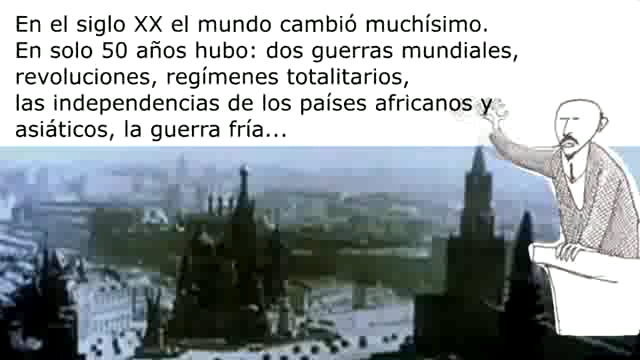 En el siglo XX el mundo cambió muchísimo.
En solo 50 años hubo: dos guerras mundiales,
revoluciones, regímenes totalitarios,
las independencias de los países africanos y
asiáticos, la guerra fría...